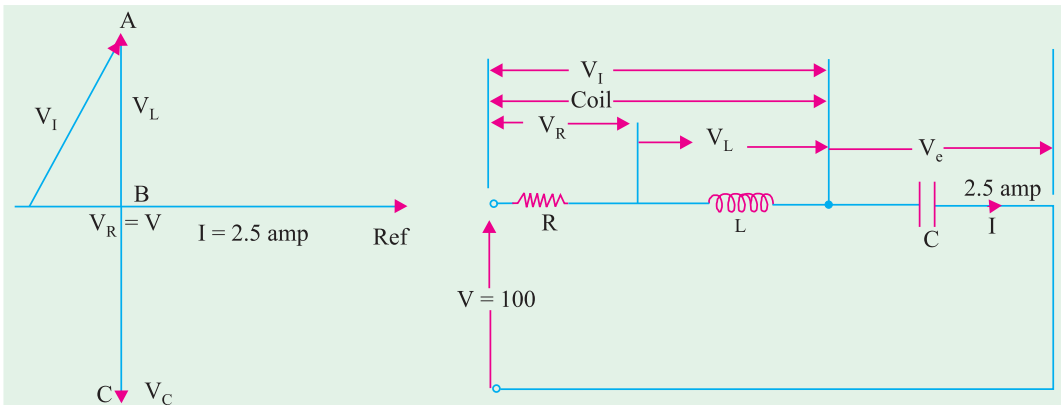 A
V_I
V_L
B
V_R = V
I = 2.5 amp
Ref
C
V_C
V_I
Coil
V_R
V_L
V_e
2.5 amp
R
L
C
I
V = 100